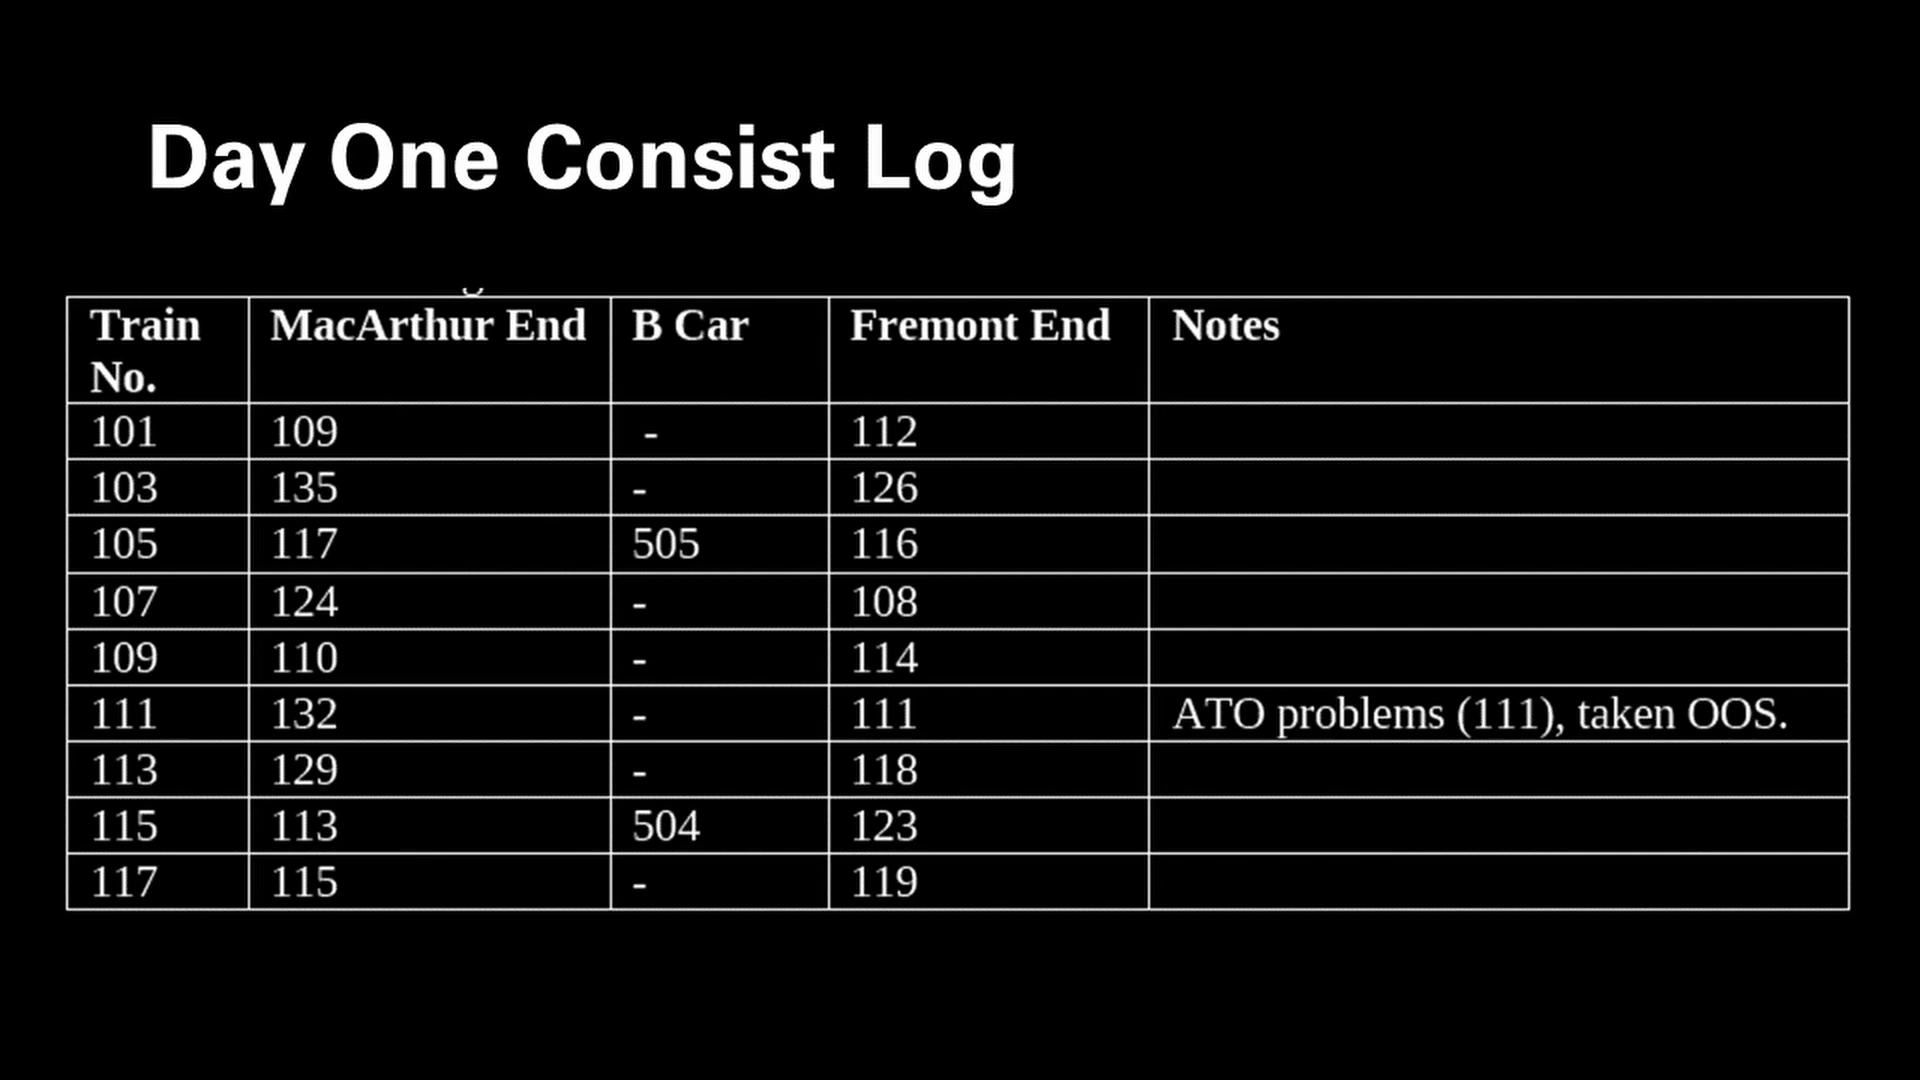 Day One Consist Log
Train No. MacArthur End B Car Fremont End Notes
101 109 - 112
103 135 - 126
105 117 505 116
107 124 - 108
109 110 - 114
111 132 - 111 ATO problems (111), taken OOS.
113 129 - 118
115 113 504 123
117 115 - 119